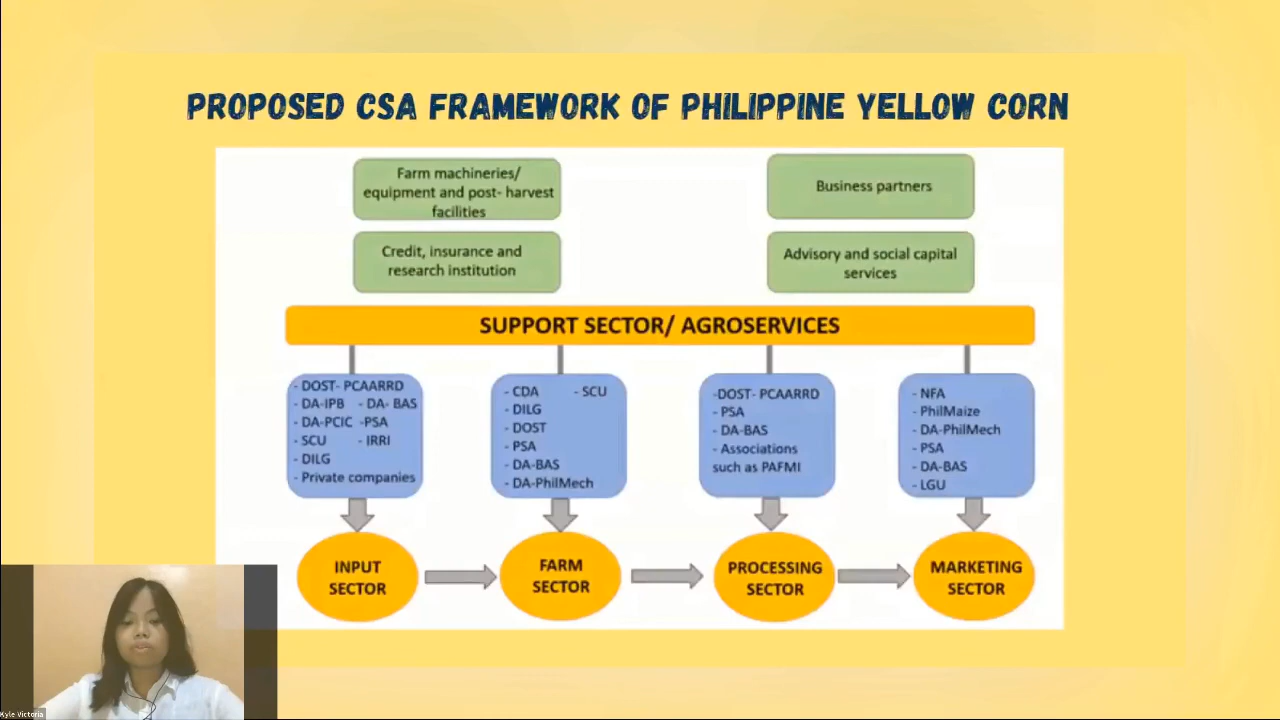 PROPOSED CSA FRAMEWORK OF PHILIPPINE YELLOW CORN
Farm machineries/
equipment and post- harvest
facilities
Business partners
Credit, insurance and
research institution
Advisory and social capital
services
SUPPORT SECTOR/ AGROSERVICES
- DOST- PCAARRD
- DA-IPB - DA- BAS
- DA-PCIC -PSA
- SCU - IRRI
- DILG
- Private companies
- CDA - SCU
- DILG
- DOST
- PSA
- DA-BAS
- DA-PhilMech
-DOST- PCAARRD
- PSA
- DA-BAS
- Associations
such as PAFMI
- NFA
- PhilMaize
- DA-PhilMech
- PSA
- DA-BAS
- LGU
INPUT
SECTOR
FARM
SECTOR
PROCESSING
SECTOR
MARKETING
SECTOR
Kyle Victoria